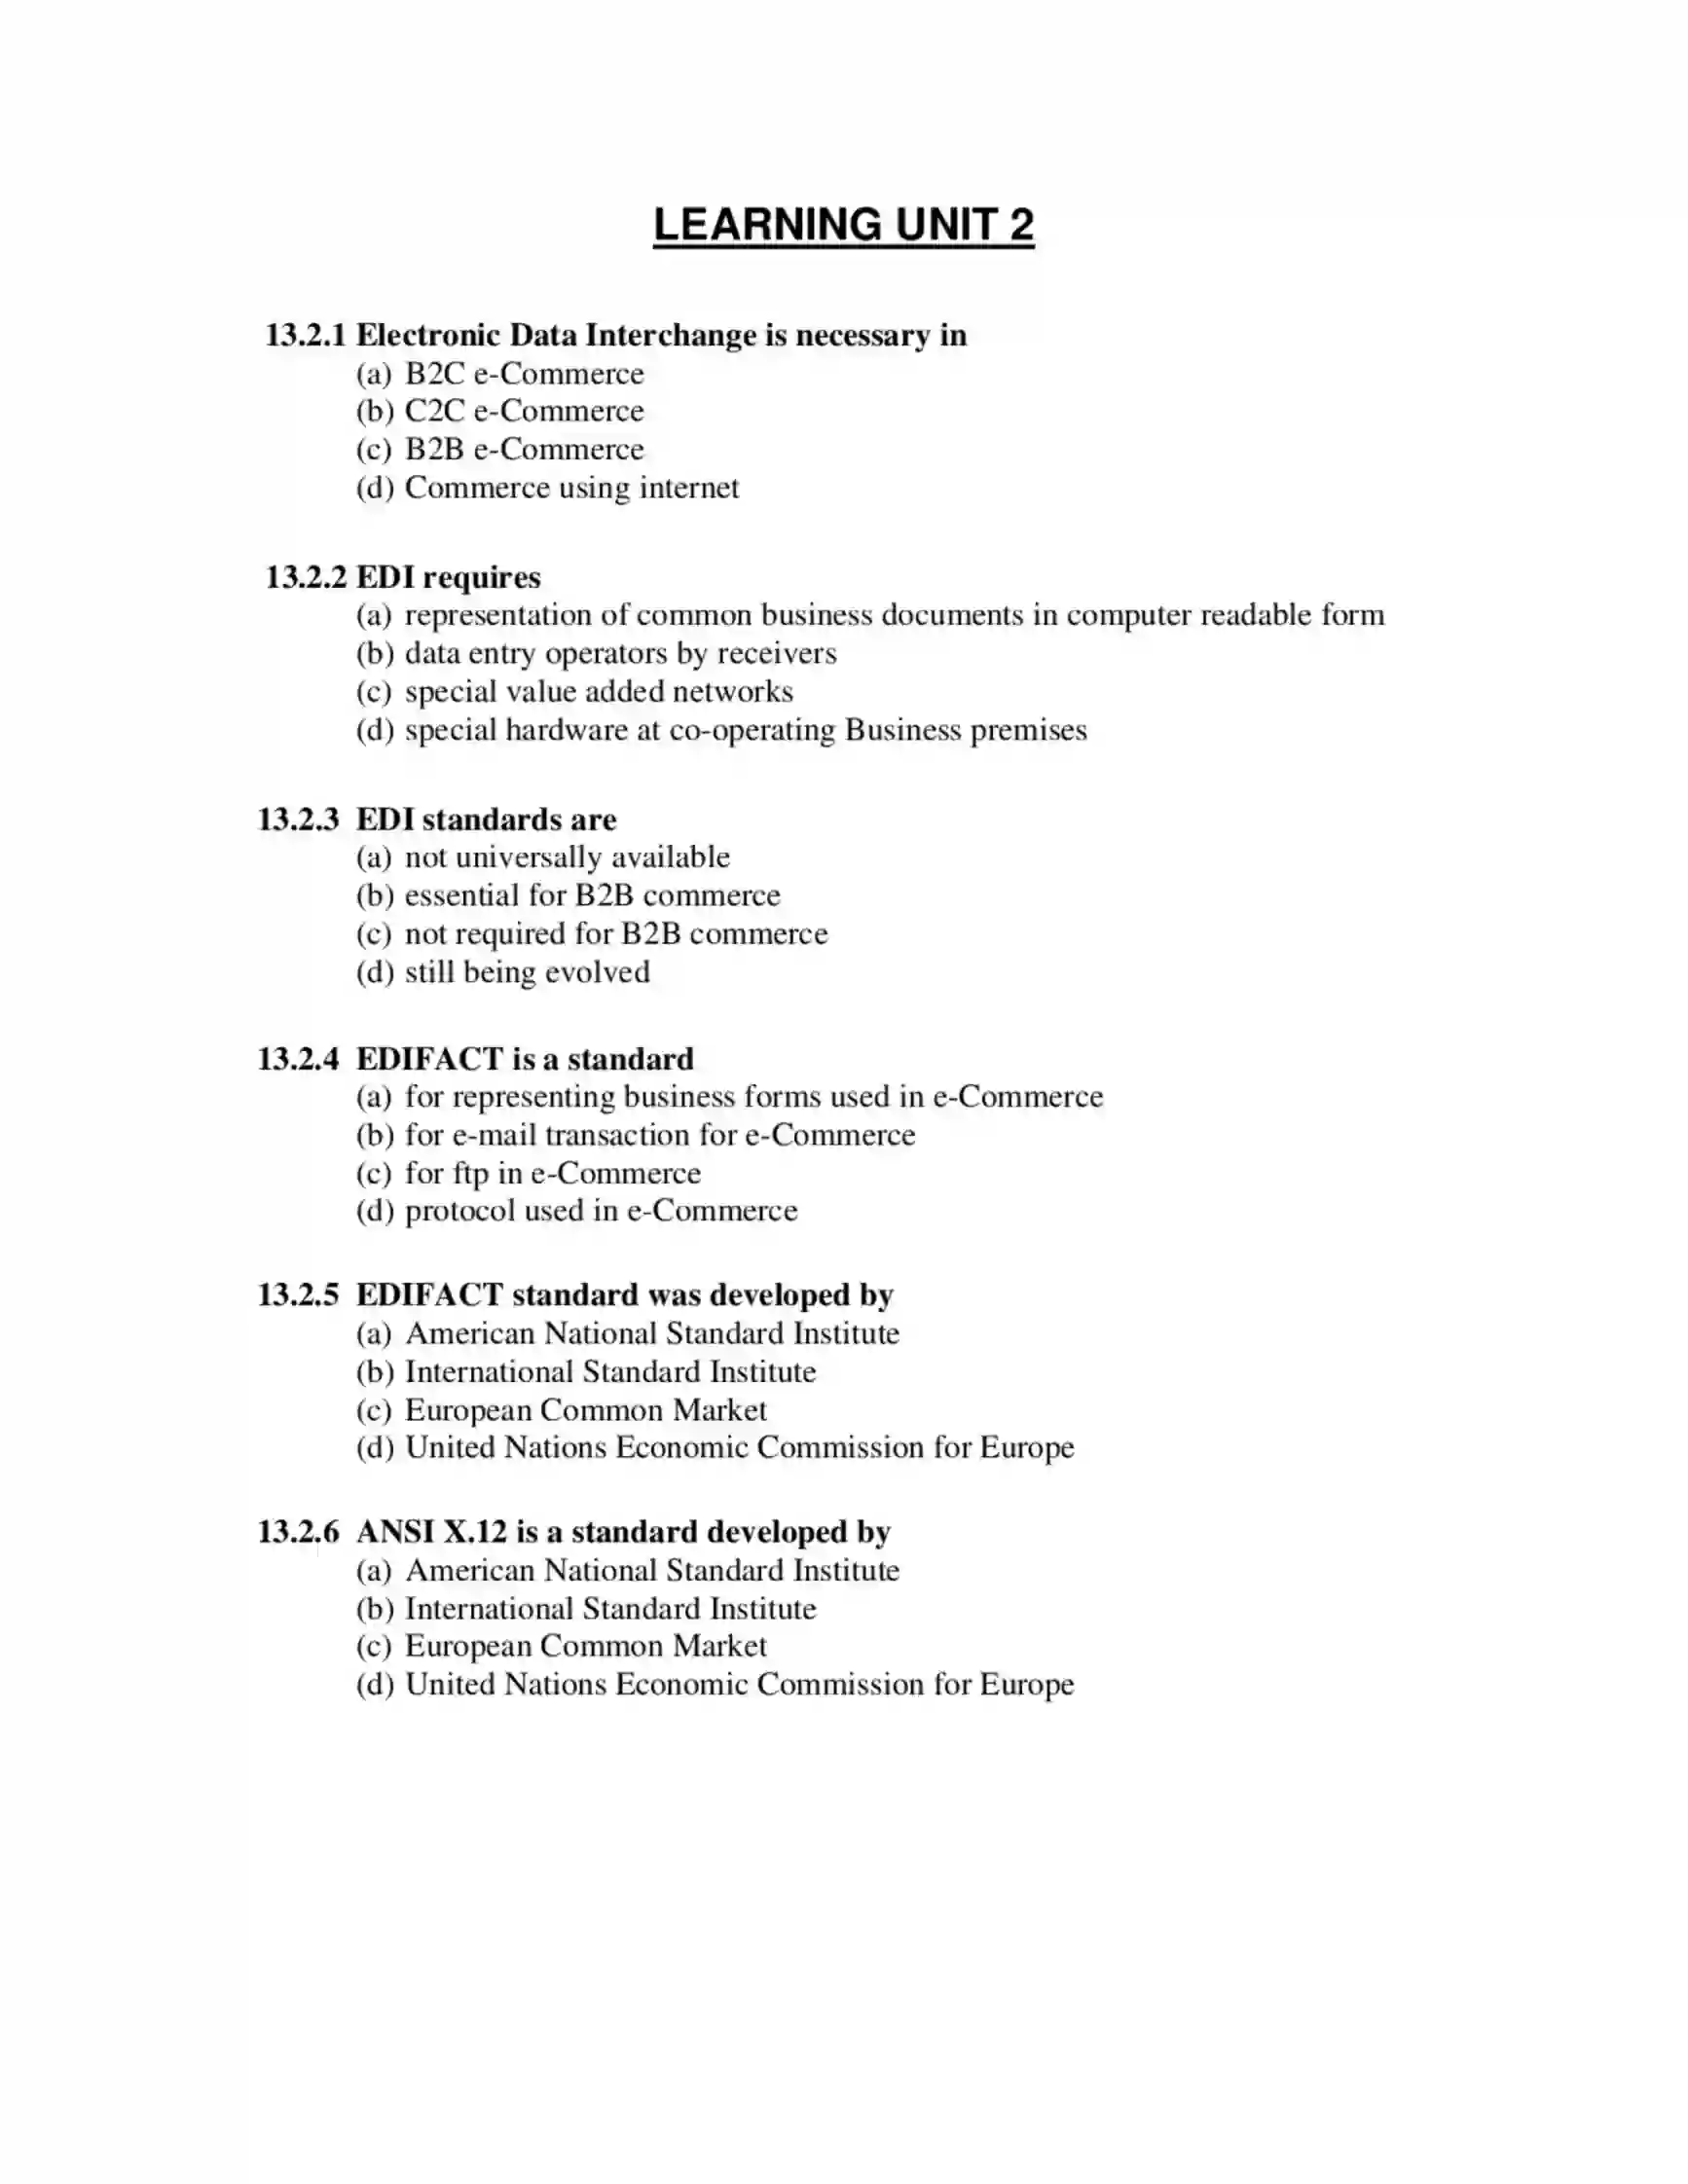 LEARNING UNIT 2
13.2.1 Electronic Data Interchange is necessary in
(a) B2C e-Commerce
(b) C2C e-Commerce
(c) B2B e-Commerce
(d) Commerce using internet
13.2.2 EDI requires
(a) representation of common business documents in computer readable form
(b) data entry operators by receivers
(c) special value added networks
(d) special hardware at co-operating Business premises
13.2.3 EDI standards are
(a) not universally available
(b) essential for B2B commerce
(c) not required for B2B commerce
(d) still being evolved
13.2.4 EDIFACT is a standard
(a) for representing business forms used in e-Commerce
(b) for e-mail transaction for e-Commerce
(c) for ftp in e-Commerce
(d) protocol used in e-Commerce
13.2.5 EDIFACT standard was developed by
(a) American National Standard Institute
(b) International Standard Institute
(c) European Common Market
(d) United Nations Economic Commission for Europe
13.2.6 ANSI X.12 is a standard developed by
(a) American National Standard Institute
(b) International Standard Institute
(c) European Common Market
(d) United Nations Economic Commission for Europe